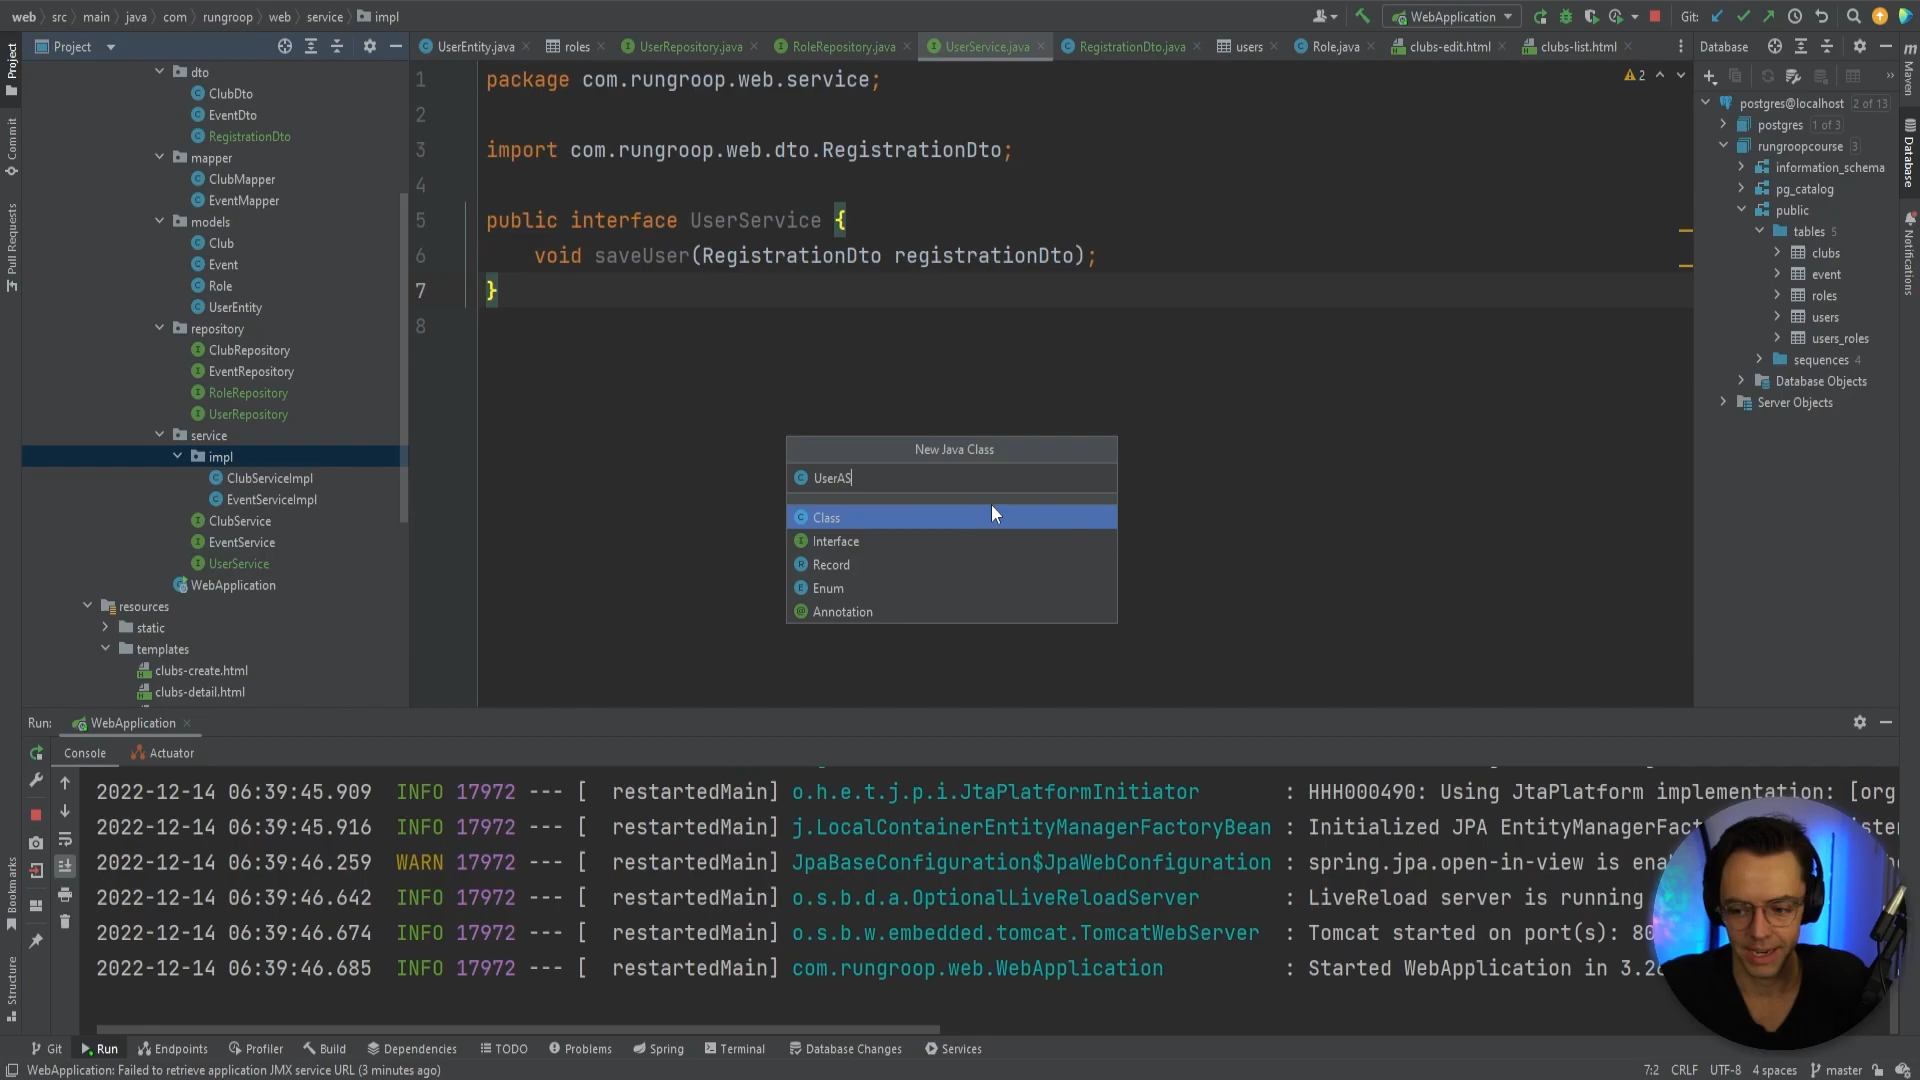 web src main java com rungroop web service impl
WebApplication
Git:
Project
UserEntity.java
roles
UserRepository.java
RoleRepository.java
UserService.java
RegistrationDto.java
users
Role.java
clubs-edit.html
clubs-list.html
Database
Project
Commit
Pull Requests
Bookmarks
Structure
Maven
Database
Notifications
dto
ClubDto
EventDto
RegistrationDto
mapper
ClubMapper
EventMapper
models
Club
Event
Role
UserEntity
repository
ClubRepository
EventRepository
RoleRepository
UserRepository
service
impl
ClubServiceImpl
EventServiceImpl
ClubService
EventService
UserService
WebApplication
resources
static
templates
clubs-create.html
clubs-detail.html
1 package com.rungroop.web.service;
2
3 import com.rungroop.web.dto.RegistrationDto;
4
5 public interface UserService {
6 void saveUser(RegistrationDto registrationDto);
7 }
8
2
New Java Class
UserAS
Class
Interface
Record
Enum
Annotation
postgres@localhost 2 of 13
postgres 1 of 3
rungroopcourse 3
information_schema
pg_catalog
public
tables 5
clubs
event
roles
users
users_roles
sequences 4
Database Objects
Server Objects
Run: WebApplication
Console Actuator
2022-12-14 06:39:45.909 INFO 17972 --- [ restartedMain] o.h.e.t.j.p.i.JtaPlatformInitiator : HHH000490: Using JtaPlatform implementation: [org
2022-12-14 06:39:45.916 INFO 17972 --- [ restartedMain] j.LocalContainerEntityManagerFactoryBean : Initialized JPA EntityManagerFact
2022-12-14 06:39:46.259 WARN 17972 --- [ restartedMain] JpaBaseConfiguration$JpaWebConfiguration : spring.jpa.open-in-view is ena
2022-12-14 06:39:46.642 INFO 17972 --- [ restartedMain] o.s.b.d.a.OptionalLiveReloadServer : LiveReload server is running
2022-12-14 06:39:46.674 INFO 17972 --- [ restartedMain] o.s.b.w.embedded.tomcat.TomcatWebServer : Tomcat started on port(s): 80
2022-12-14 06:39:46.685 INFO 17972 --- [ restartedMain] com.rungroop.web.WebApplication : Started WebApplication in 3.2
Git Run Endpoints Profiler Build Dependencies TODO Problems Spring Terminal Database Changes Services
WebApplication: Failed to retrieve application JMX service URL (3 minutes ago)
7:2 CRLF UTF-8 4 spaces master